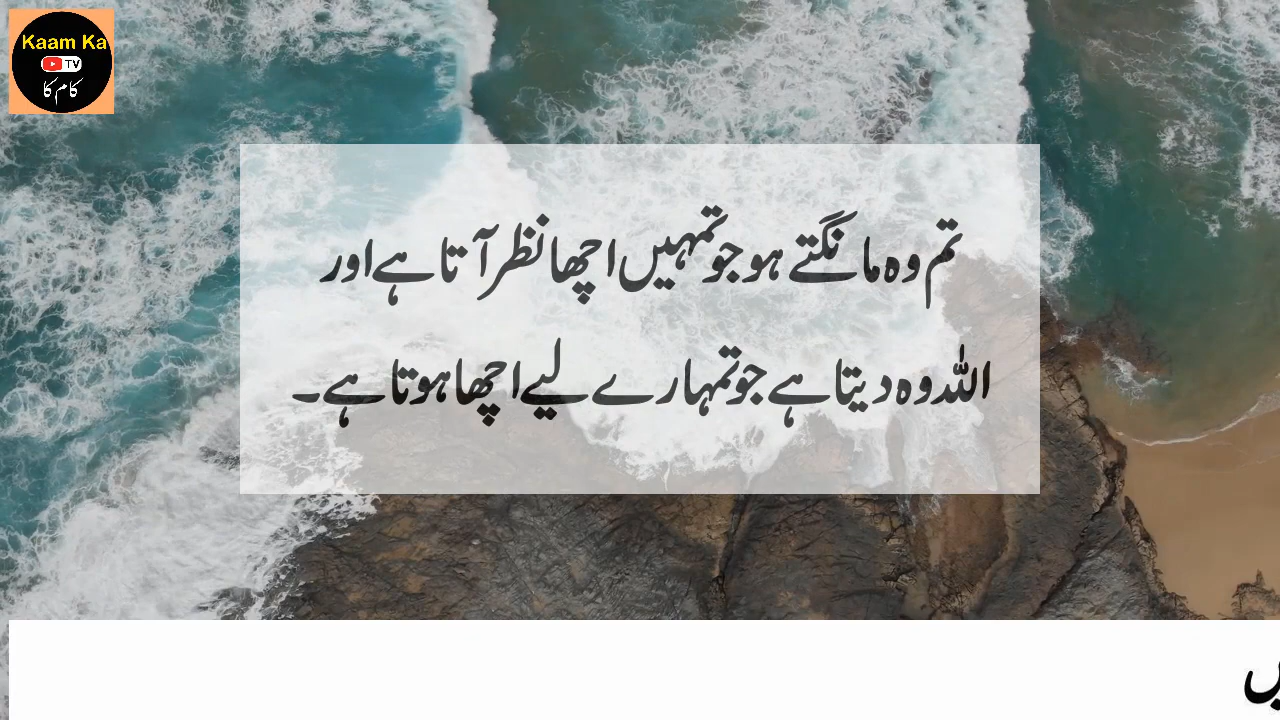 Kaam Ka
TV
کام کا
تم وہ مانگتے ہو جو تمہیں اچھا نظر آتا ہے اور
اللہ وہ دیتا ہے جو تمہارے لیے اچھا ہوتا ہے۔